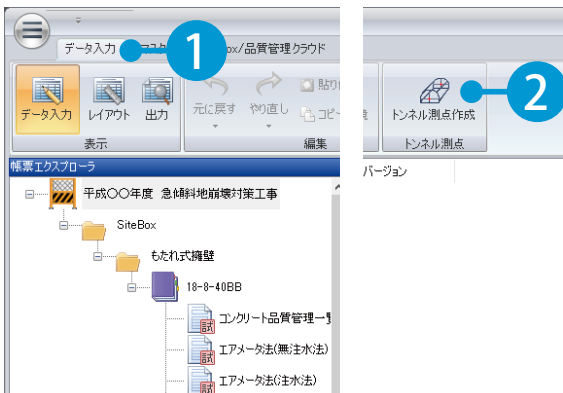 データ入力
1
box/品質管理クラウド
データ入力
レイアウト
出力
元に戻す
やり直し
貼り
コピー
表示
編集
トンネル測点作成
2
トンネル測点
バージョン
帳票エクスプローラ
平成〇〇年度 急傾斜地崩壊対策工事
SiteBox
もたれ式擁壁
18-8-40BB
コンクリート品質管理一覧
試
エアメータ法(無注水法)
試
エアメータ法(注水法)
試